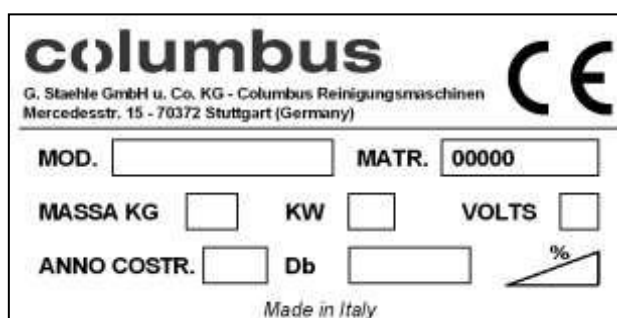 columbus
CE
G. Staehle GmbH u. Co. KG - Columbus Reinigungsmaschinen
Mercedesstr. 15 - 70372 Stuttgart (Germany)
MOD. MATR. 00000
MASSA KG KW VOLTS
ANNO COSTR. Db %
Made in Italy